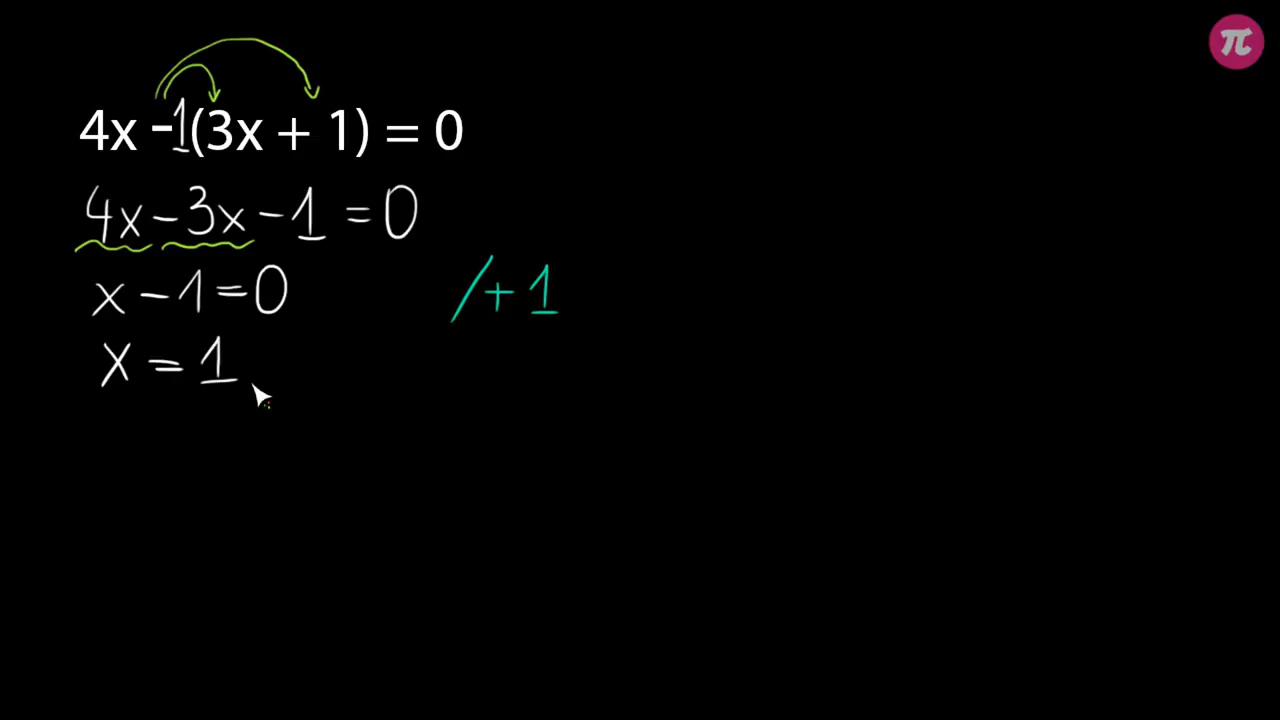 π
4x -1(3x + 1) = 0
4x - 3x - 1 = 0
x - 1 = 0 /+ 1
x = 1